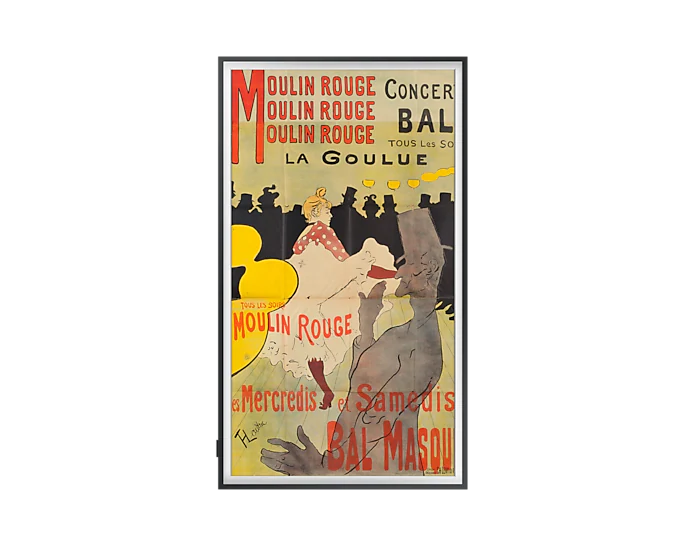 MOULIN ROUGE CONCER
MOULIN ROUGE BAL
MOULIN ROUGE TOUS Les SO
LA GOULUE
TOUS LES SOIRS
MOULIN ROUGE
es Mercredis et Samedis
BAL MASQU